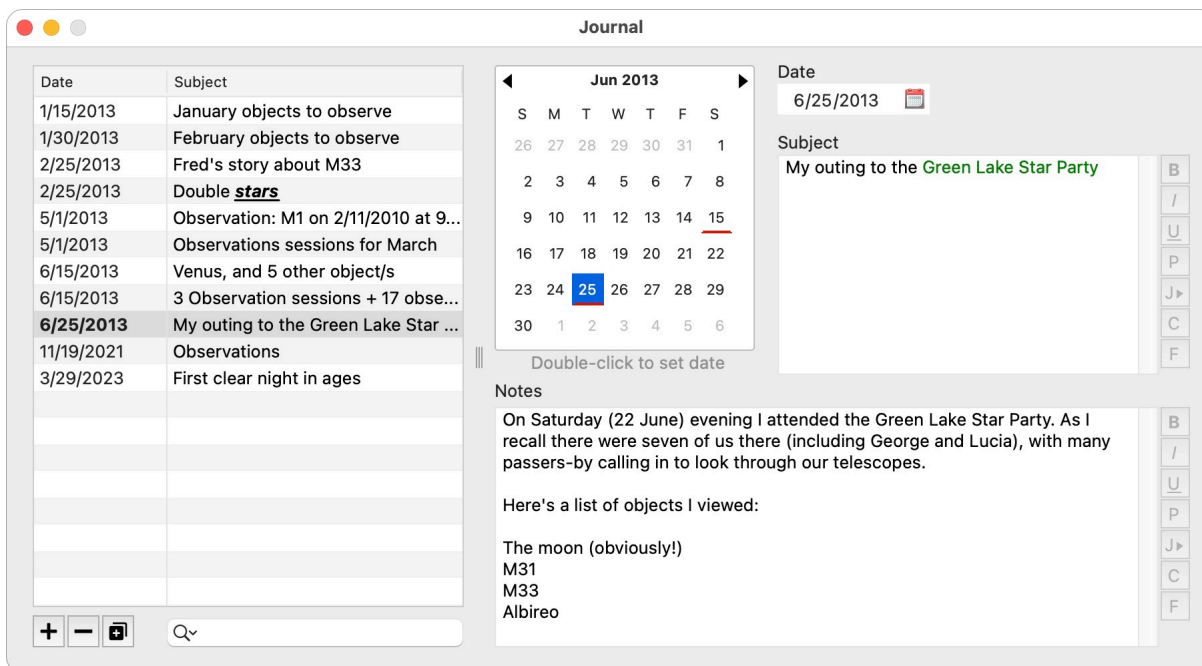 Journal
Date Subject
1/15/2013 January objects to observe
1/30/2013 February objects to observe
2/25/2013 Fred's story about M33
2/25/2013 Double stars
5/1/2013 Observation: M1 on 2/11/2010 at 9...
5/1/2013 Observations sessions for March
6/15/2013 Venus, and 5 other object/s
6/15/2013 3 Observation sessions + 17 obse...
6/25/2013 My outing to the Green Lake Star ...
11/19/2021 Observations
3/29/2023 First clear night in ages
Jun 2013
S M T W T F S
26 27 28 29 30 31 1
2 3 4 5 6 7 8
9 10 11 12 13 14 15
16 17 18 19 20 21 22
23 24 25 26 27 28 29
30 1 2 3 4 5 6
Double-click to set date
Date
6/25/2013
Subject
My outing to the Green Lake Star Party
B
I
U
P
J
C
F
Notes
On Saturday (22 June) evening I attended the Green Lake Star Party. As I
recall there were seven of us there (including George and Lucia), with many
passers-by calling in to look through our telescopes.
Here's a list of objects I viewed:
The moon (obviously!)
M31
M33
Albireo
B
I
U
P
J
C
F